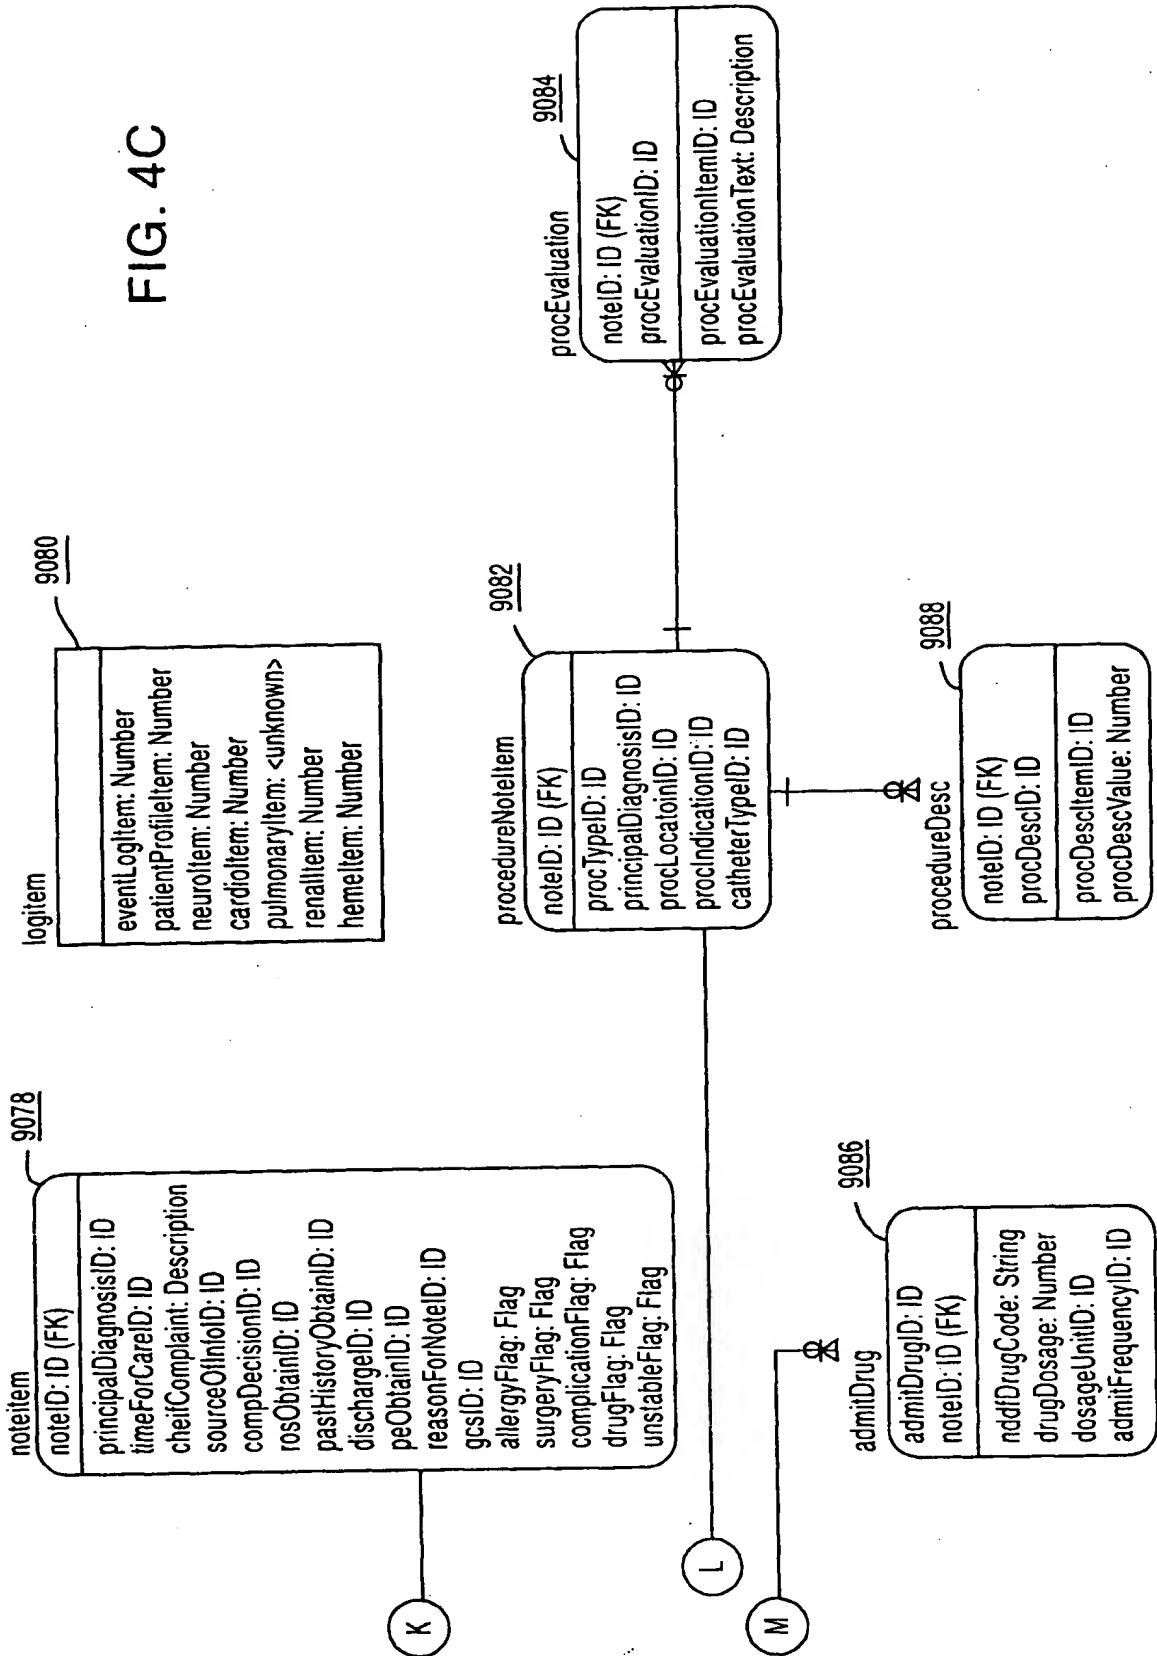 FIG. 4C
noteitem
9078
noteID: ID (FK)
principalDiagnosisID: ID
timeForCareID: ID
cheifComplaint: Description
sourceOfInfoID: ID
compDecisionID: ID
rosObtainID: ID
pastHistoryObtainID: ID
dischargeID: ID
peObtainID: ID
reasonForNoteID: ID
gcsID: ID
allergyFlag: Flag
surgeryFlag: Flag
complicationFlag: Flag
drugFlag: Flag
unstableFlag: Flag
K
logitem
9080
eventLogItem: Number
patientProfileItem: Number
neuroItem: Number
cardioItem: Number
pulmonaryItem: <unknown>
renalItem: Number
hemeItem: Number
procedureNoteItem
9082
noteID: ID (FK)
procTypeID: ID
principalDiagnosisID: ID
procLocatoinID: ID
procIndicationID: ID
catheterTypeID: ID
L
procEvaluation
9084
noteID: ID (FK)
procEvaluationID: ID
procEvaluationItemID: ID
procEvaluationText: Description
M
admitDrug
9086
admitDrugID: ID
noteID: ID (FK)
nddfDrugCode: String
drugDosage: Number
dosageUnitID: ID
admitFrequencyID: ID
procedureDesc
9088
noteID: ID (FK)
procDescID: ID
procDescItemID: ID
procDescValue: Number